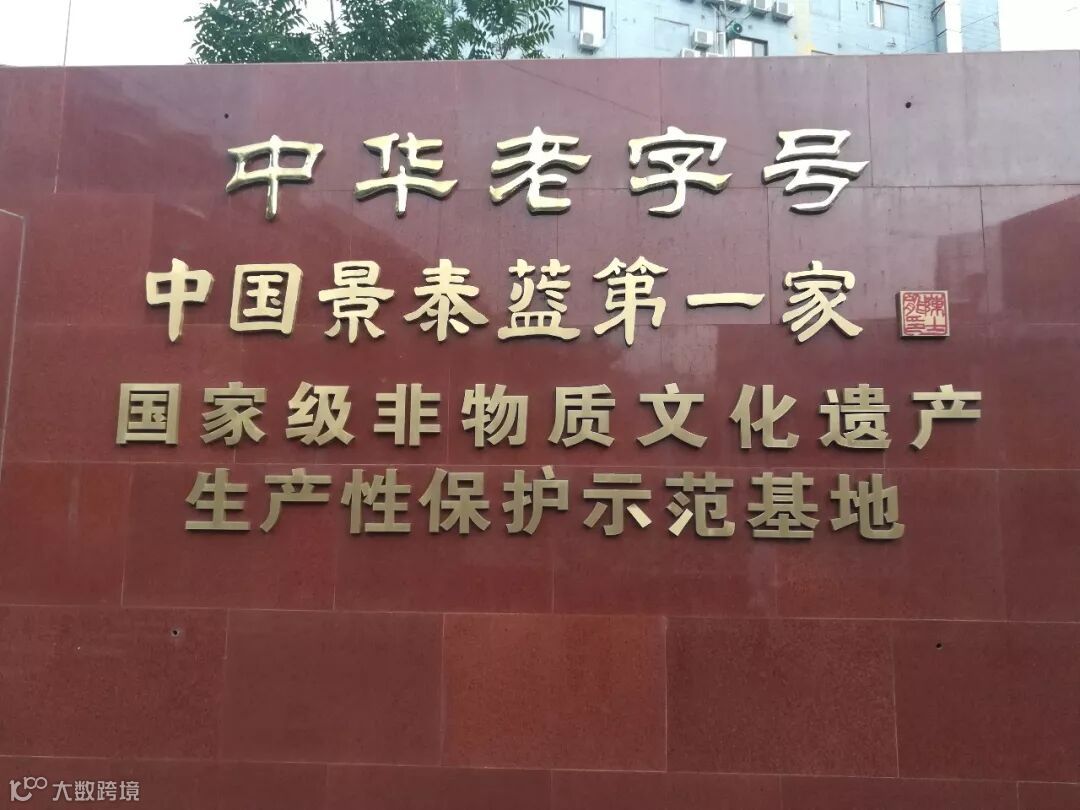 中华老字号
中国景泰蓝第一家
国家级非物质文化遗产
生产性保护示范基地
大数跨境